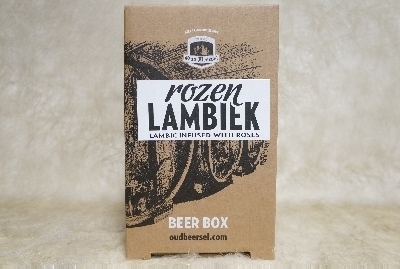 rozen
LAMBIEK
LAMBIC INFUSED WITH ROSES
BEER BOX
oudbeersel.com